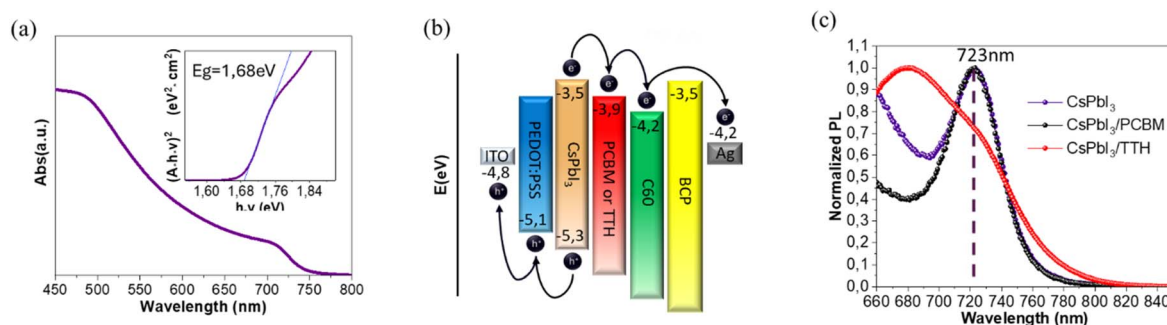 (a)
Abs(a.u.)
450 500 550 600 650 700 750 800
Wavelength (nm)
Eg=1,68eV
(A.h.v)² (eV². cm²)
1,60 1,68 1,76 1,84
h.v (eV)
(b)
E(eV)
ITO
-4,8
h⁺
PEDOT:PSS
-5,1
h⁺
-3,5
CsPbI₃
-5,3
h⁺
e⁻
-3,9
PCBM or TTH
e⁻
-4,2
C60
e⁻
-3,5
BCP
e⁻
-4,2
Ag
(c)
723nm
Normalized PL
1,1
1,0
0,9
0,8
0,7
0,6
0,5
0,4
0,3
0,2
0,1
0,0
CsPbI₃
CsPbI₃/PCBM
CsPbI₃/TTH
660 680 700 720 740 760 780 800 820 840
Wavelength (nm)